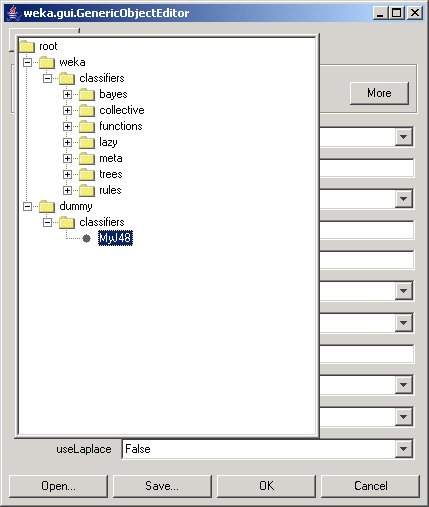 weka.gui.GenericObjectEditor
root
weka
classifiers
bayes
collective
functions
lazy
meta
trees
rules
dummy
classifiers
MyJ48
More
useLaplace False
Open... Save... OK Cancel